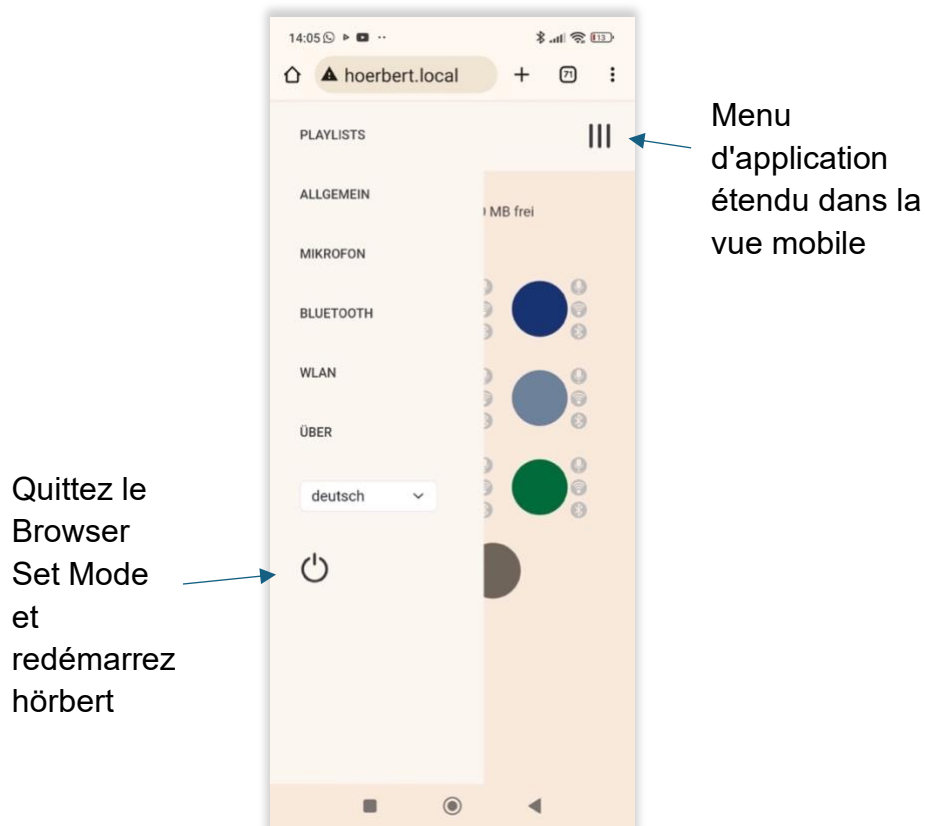 14:05
13
hoerbert.local
71
PLAYLISTS
ALLGEMEIN
MB frei
MIKROFON
BLUETOOTH
WLAN
ÜBER
deutsch
Menu
d'application
étendu dans la
vue mobile
Quittez le
Browser
Set Mode
et
redémarrez
hörbert